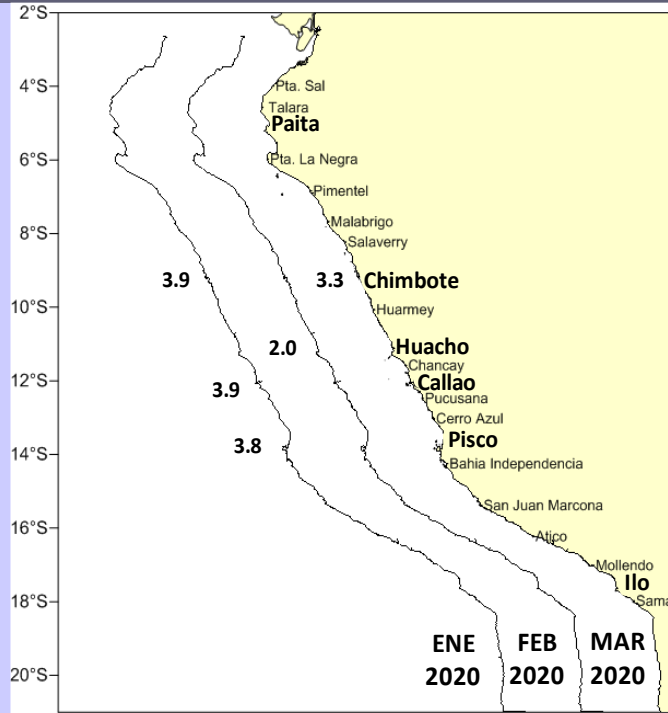 2°S
4°S
Pta. Sal
Talara
Paita
6°S
Pta. La Negra
Pimentel
8°S
Malabrigo
Salaverry
3.9
3.3
Chimbote
10°S
Huarmey
2.0
Huacho
Chancay
12°S
3.9
Callao
Pucusana
Cerro Azul
3.8
Pisco
14°S
Bahia Independencia
San Juan Marcona
16°S
Atico
Mollendo
Ilo
18°S
Sama
ENE
2020
FEB
2020
MAR
2020
20°S